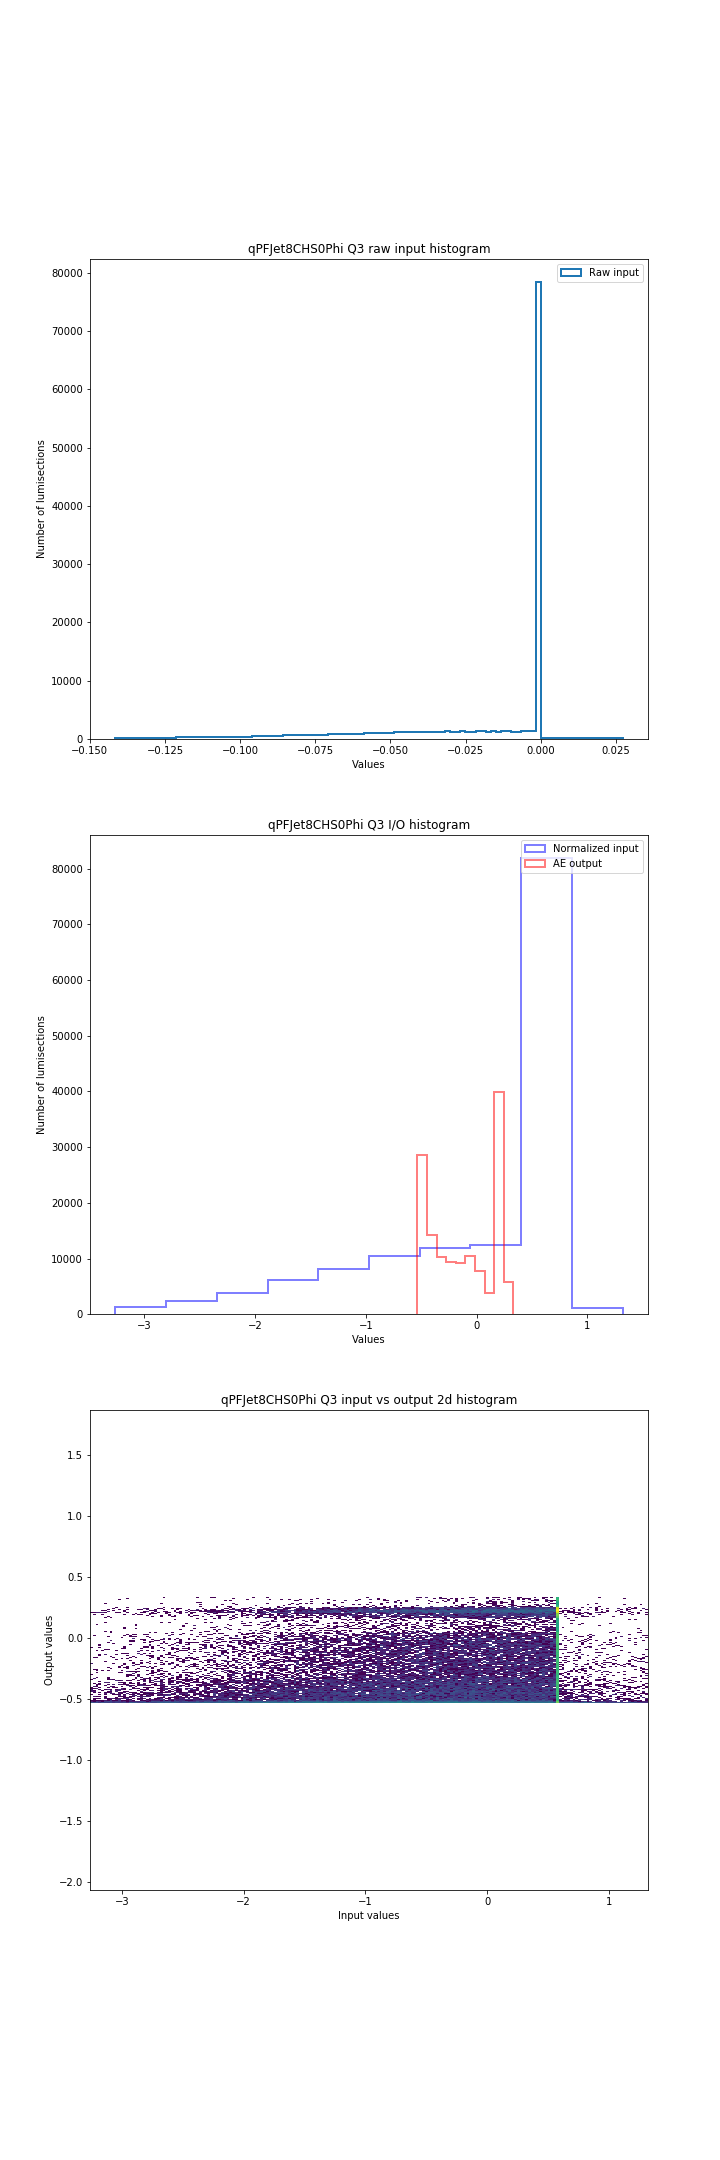 qPFJet8CHS0Phi Q3 raw input histogram
Raw input
80000
70000
60000
50000
40000
30000
20000
10000
0
Number of lumisections
−0.150 −0.125 −0.100 −0.075 −0.050 −0.025 0.000 0.025
Values
qPFJet8CHS0Phi Q3 I/O histogram
Normalized input
AE output
80000
70000
60000
50000
40000
30000
20000
10000
0
Number of lumisections
−3 −2 −1 0 1
Values
qPFJet8CHS0Phi Q3 input vs output 2d histogram
1.5
1.0
0.5
0.0
−0.5
−1.0
−1.5
−2.0
Output values
−3 −2 −1 0 1
Input values